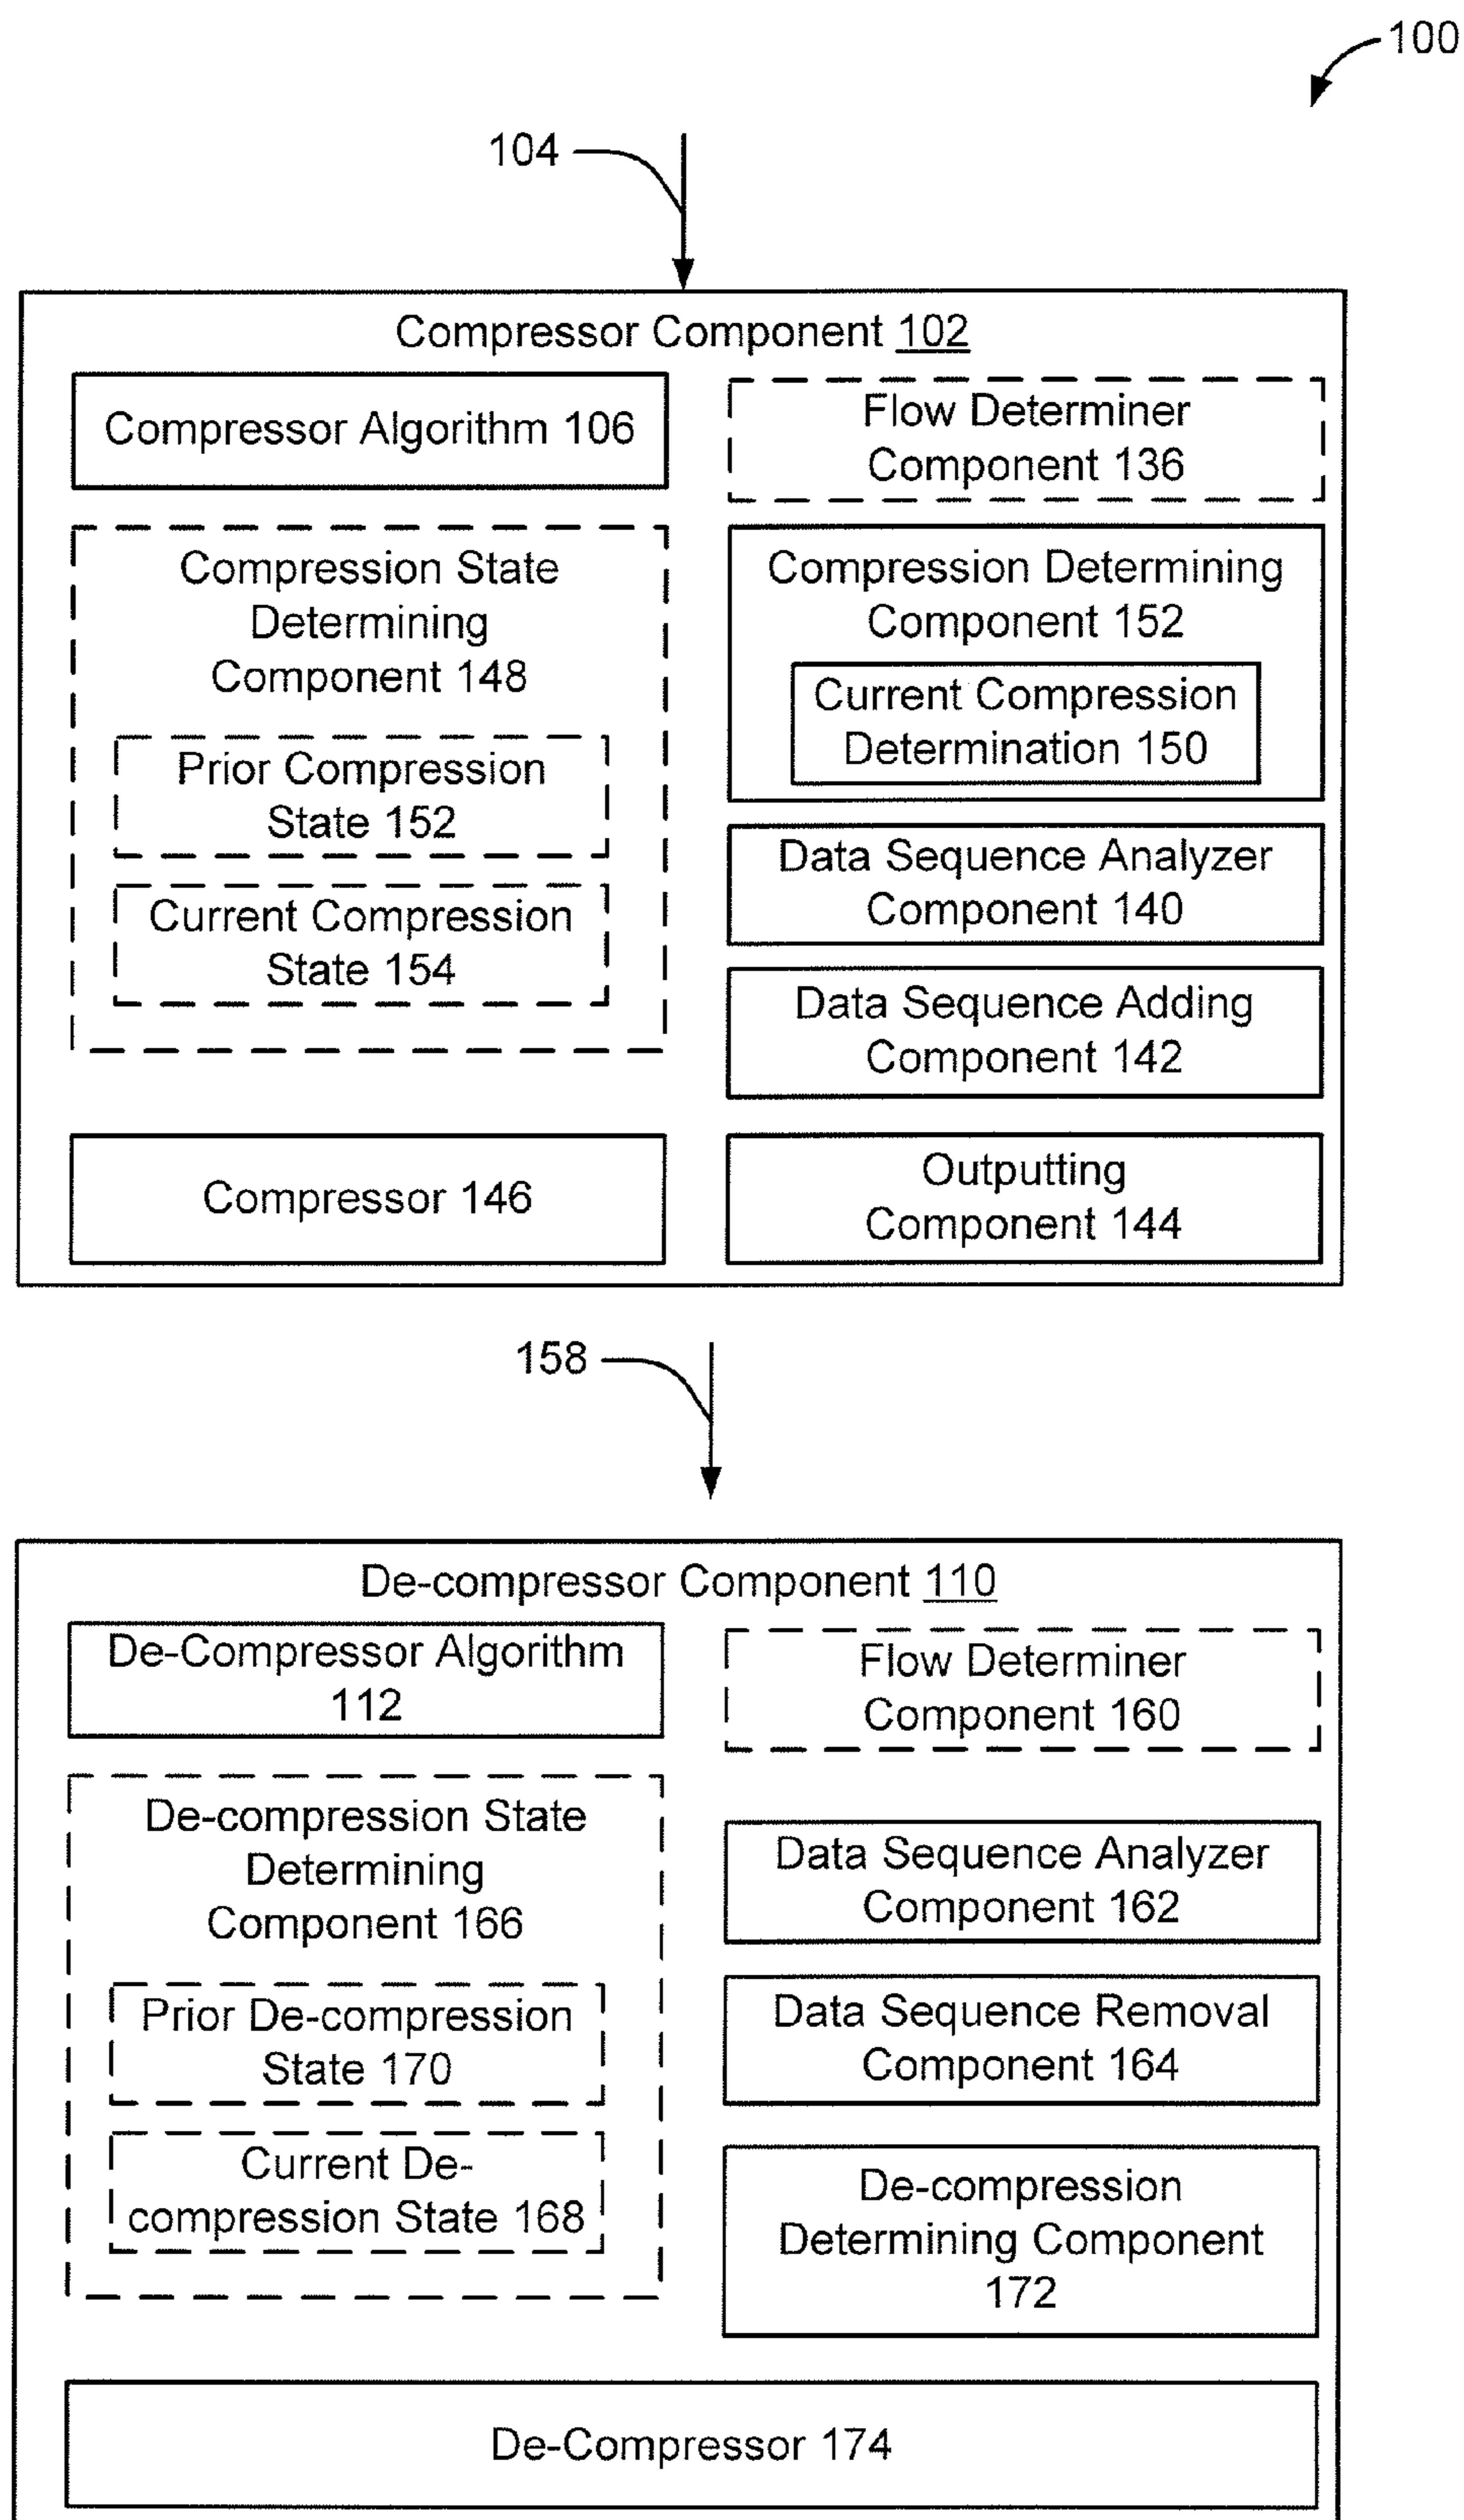 100
104
Compressor Component 102
Compressor Algorithm 106
Flow Determiner
Component 136
Compression State
Determining
Component 148
Prior Compression
State 152
Current Compression
State 154
Compression Determining
Component 152
Current Compression
Determination 150
Data Sequence Analyzer
Component 140
Data Sequence Adding
Component 142
Compressor 146
Outputting
Component 144
158
De-compressor Component 110
De-Compressor Algorithm
112
Flow Determiner
Component 160
De-compression State
Determining
Component 166
Prior De-compression
State 170
Current De-
compression State 168
Data Sequence Analyzer
Component 162
Data Sequence Removal
Component 164
De-compression
Determining Component
172
De-Compressor 174